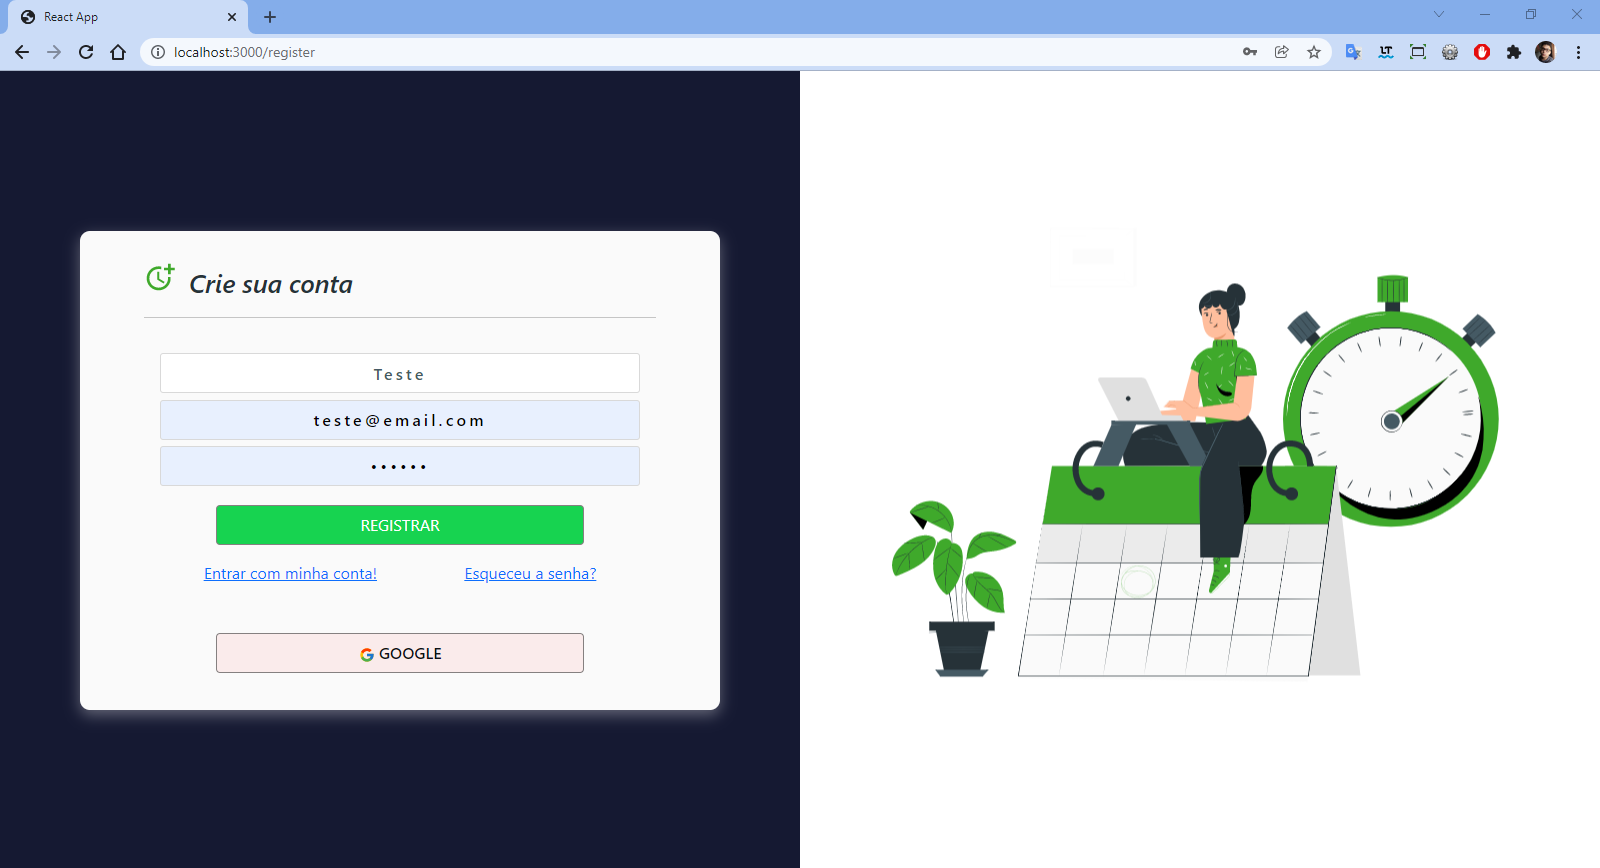 React App
localhost:3000/register
Crie sua conta
Teste
teste@email.com
••••••
REGISTRAR
Entrar com minha conta! Esqueceu a senha?
GOOGLE